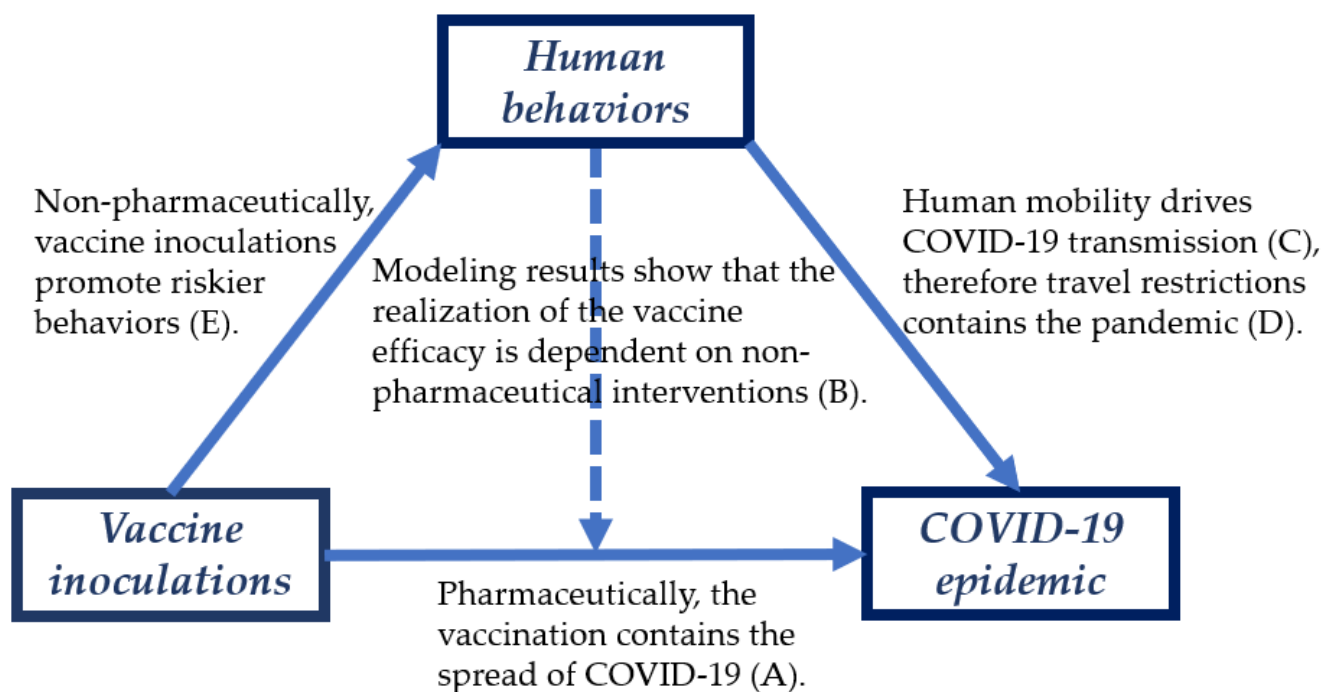 Human
behaviors
Non-pharmaceutically,
vaccine inoculations
promote riskier
behaviors (E).
Modeling results show that the
realization of the vaccine
efficacy is dependent on non-
pharmaceutical interventions (B).
Human mobility drives
COVID-19 transmission (C),
therefore travel restrictions
contains the pandemic (D).
Vaccine
inoculations
COVID-19
epidemic
Pharmaceutically, the
vaccination contains the
spread of COVID-19 (A).